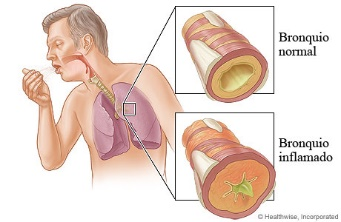 Bronquio
normal
Bronquio
inflamado
© Healthwise, Incorporated